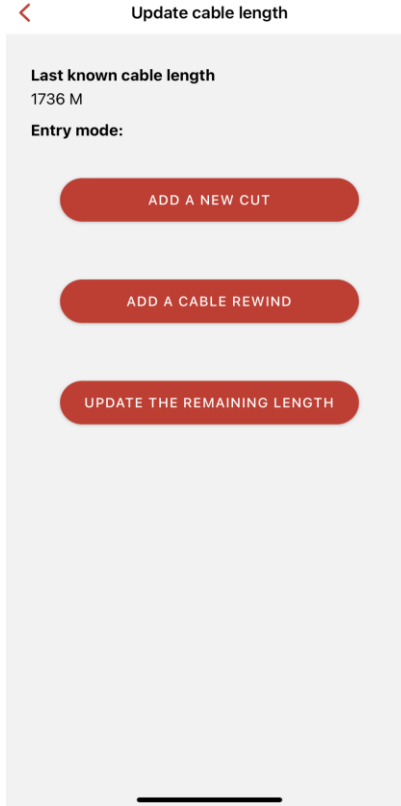 Update cable length
Last known cable length
1736 M
Entry mode:
ADD A NEW CUT
ADD A CABLE REWIND
UPDATE THE REMAINING LENGTH